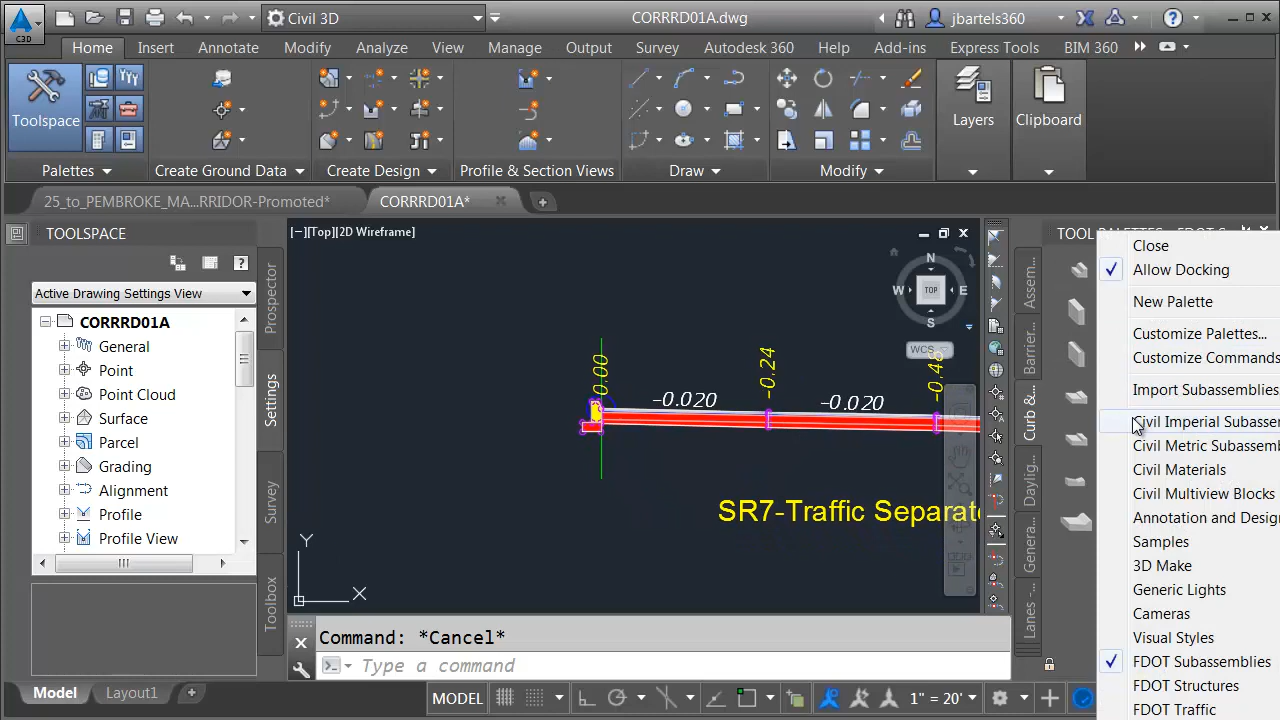 Civil 3D
CORRRD01A.dwg
jbartels360
C3D
Home Insert Annotate Modify Analyze View Manage Output Survey Autodesk 360 Help Add-ins Express Tools BIM 360
Toolspace
Layers
Clipboard
Palettes
Create Ground Data
Create Design
Profile & Section Views
Draw
Modify
25_to_PEMBROKE_MA...RRIDOR-Promoted*
CORRRD01A*
TOOLSPACE
Active Drawing Settings View
CORRRD01A
General
Point
Point Cloud
Surface
Parcel
Grading
Alignment
Profile
Profile View
Prospector
Settings
Survey
Toolbox
[−][Top][2D Wireframe]
N
W
TOP
E
S
WCS
0.00
-0.020
-0.24
-0.020
-0.48
SR7-Traffic Separat
Y
X
Command: *Cancel*
Type a command
Model
Layout1
MODEL
1" = 20'
Assem...
Barrier...
Curb &...
Dayligh...
Genera...
Lanes -...
Close
Allow Docking
New Palette
Customize Palettes...
Customize Commands
Import Subassemblies
Civil Imperial Subasser
Civil Metric Subassemb
Civil Materials
Civil Multiview Blocks
Annotation and Desig
Samples
3D Make
Generic Lights
Cameras
Visual Styles
FDOT Subassemblies
FDOT Structures
FDOT Traffic